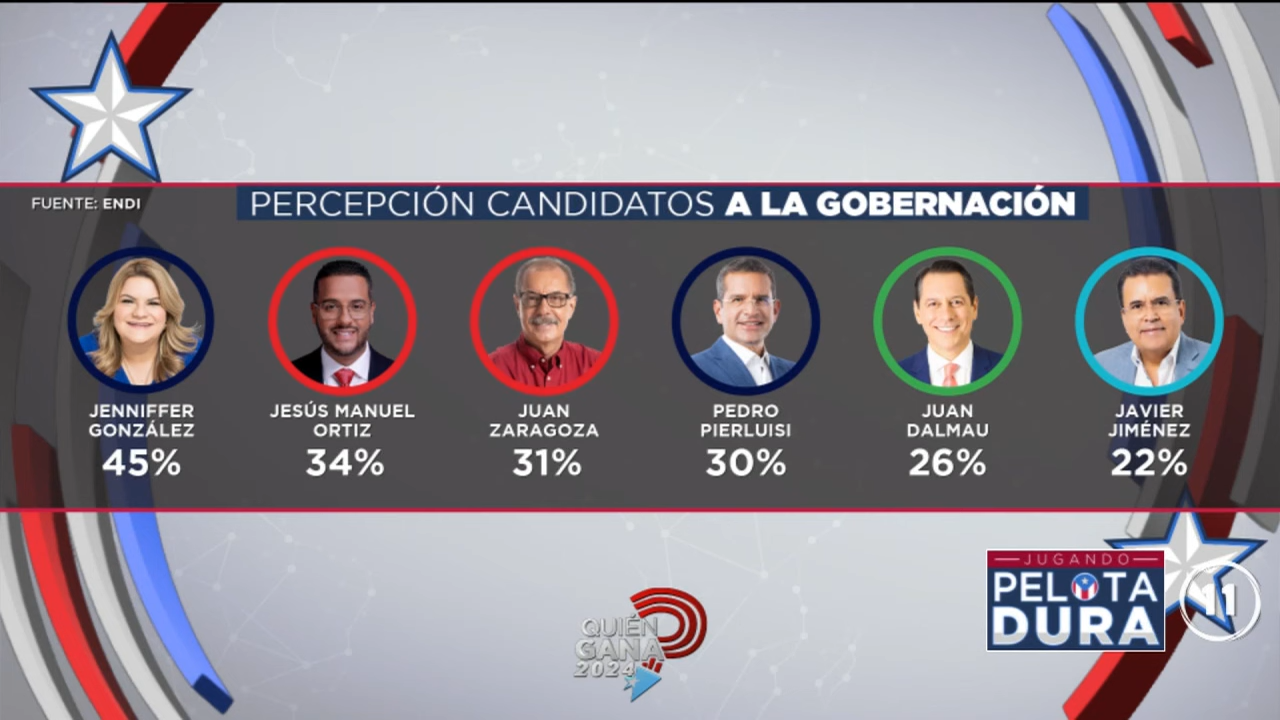 FUENTE: ENDI
PERCEPCIÓN CANDIDATOS A LA GOBERNACIÓN
JENNIFFER
GONZÁLEZ
45%
JESÚS MANUEL
ORTIZ
34%
JUAN
ZARAGOZA
31%
PEDRO
PIERLUISI
30%
JUAN
DALMAU
26%
JAVIER
JIMÉNEZ
22%
QUIÉN
GANA
2024
JUGANDO
PELOTA
DURA
11